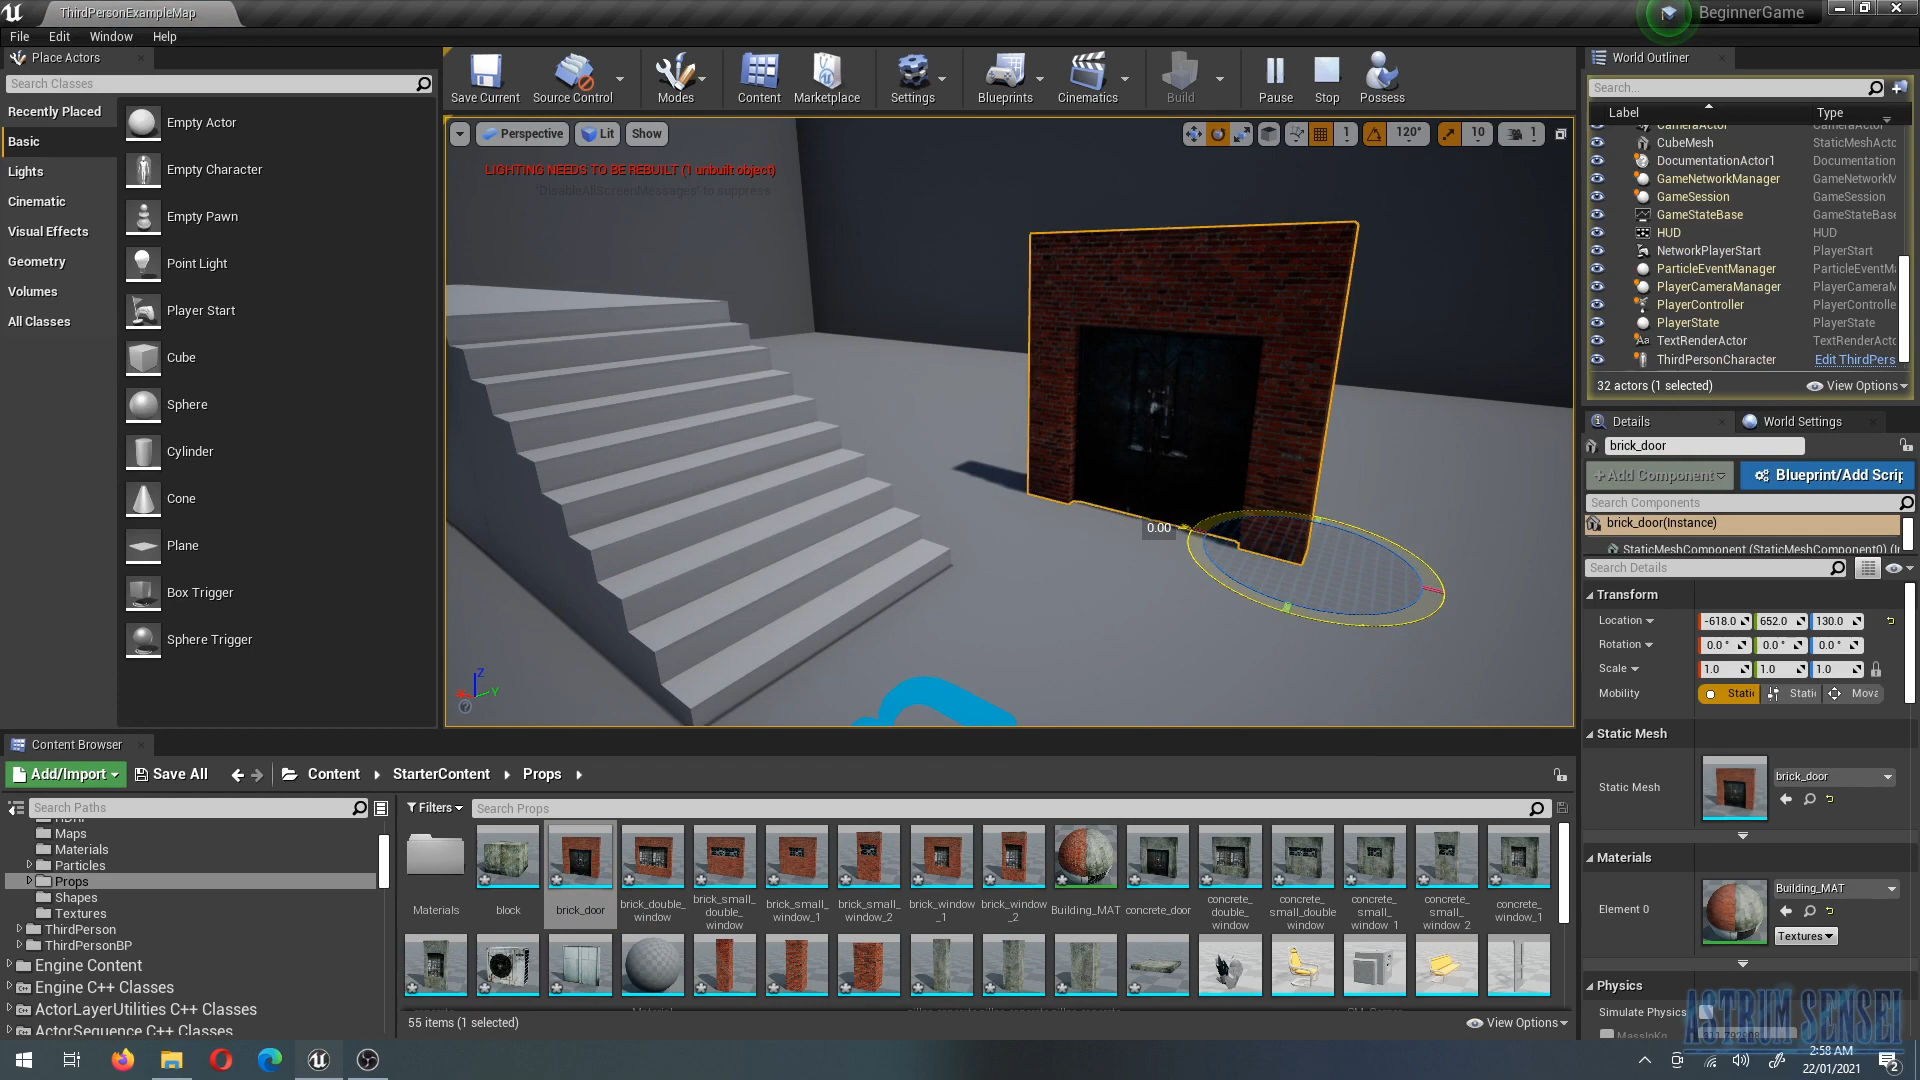 ThirdPersonExampleMap
BeginnerGame
File Edit Window Help
Place Actors
Search Classes
Recently Placed
Basic
Lights
Cinematic
Visual Effects
Geometry
Volumes
All Classes
Empty Actor
Empty Character
Empty Pawn
Point Light
Player Start
Cube
Sphere
Cylinder
Cone
Plane
Box Trigger
Sphere Trigger
Save Current Source Control Modes Content Marketplace Settings Blueprints Cinematics Build Pause Stop Possess
Perspective Lit Show
1 120° 10 1
LIGHTING NEEDS TO BE REBUILT (1 unbuilt object)
'DisableAllScreenMessages' to suppress
0.00
Z
Y
World Outliner
Search...
Label Type
CameraActor CameraActor
CubeMesh StaticMeshActo
DocumentationActor1 Documentation
GameNetworkManager GameNetworkM
GameSession GameSession
GameStateBase GameStateBase
HUD HUD
NetworkPlayerStart PlayerStart
ParticleEventManager ParticleEventMa
PlayerCameraManager PlayerCameraM
PlayerController PlayerControlle
PlayerState PlayerState
TextRenderActor TextRenderActo
ThirdPersonCharacter Edit ThirdPers
32 actors (1 selected) View Options
Details World Settings
brick_door
+Add Component Blueprint/Add Scrip
Search Components
brick_door(Instance)
StaticMeshComponent (StaticMeshComponent0) (I
Search Details
Transform
Location -618.0 652.0 130.0
Rotation 0.0 ° 0.0 ° 0.0 °
Scale 1.0 1.0 1.0
Mobility Stati Stati Mova
Static Mesh
Static Mesh brick_door
Materials
Element 0 Building_MAT
Textures
Physics
Simulate Physics
MassInKg
ASTRUM SENSEI
Content Browser
Add/Import Save All Content StarterContent Props
Search Paths
HDRI
Maps
Materials
Particles
Props
Shapes
Textures
ThirdPerson
ThirdPersonBP
Engine Content
Engine C++ Classes
ActorLayerUtilities C++ Classes
ActorSequence C++ Classes
Filters Search Props
Materials
block
brick_door
brick_double_window
brick_small_double_window
brick_small_window_1
brick_small_window_2
brick_window_1
brick_window_2
Building_MAT
concrete_door
concrete_double_window
concrete_small_double_window
concrete_small_window_1
concrete_small_window_2
concrete_window_1
55 items (1 selected) View Options
2:58 AM
22/01/2021
2